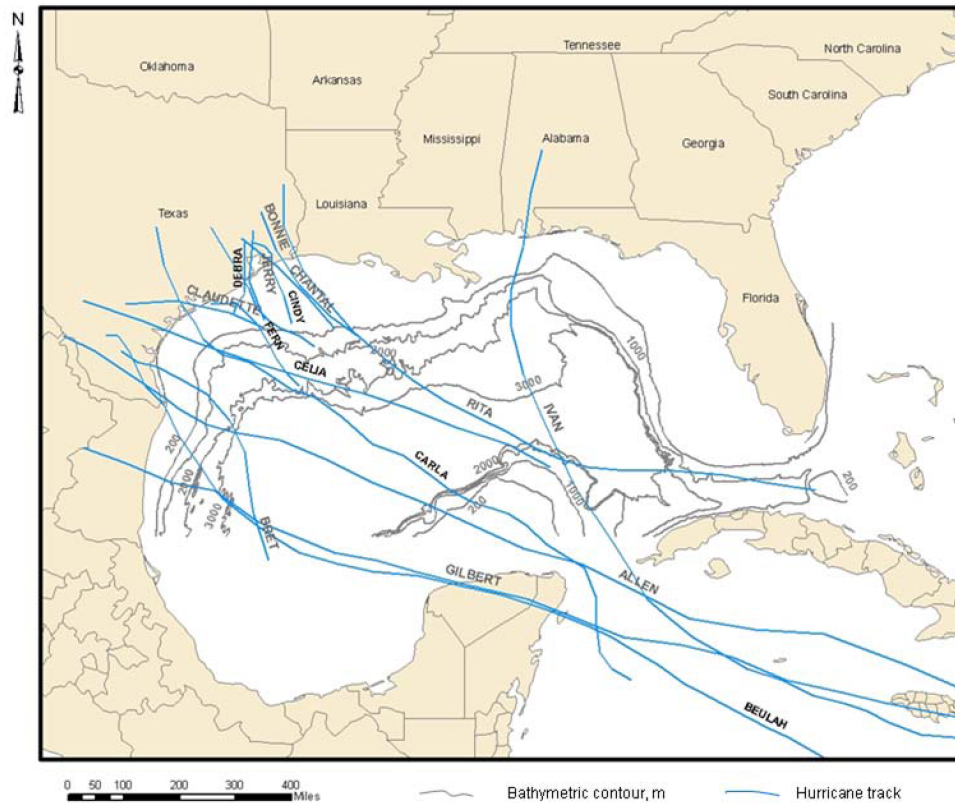 N
Tennessee
North Carolina
Oklahoma
Arkansas
South Carolina
Mississippi
Alabama
Georgia
Louisiana
Texas
BONNIE
DEBRA
JERRY
CHANTAL
Florida
CLAUDETTE
CINDY
FERN
1000
2000
200
CELIA
3000
RITA
IVAN
200
CARLA
2000
2000
200
1000
200
3000
BRET
GILBERT
ALLEN
BEULAH
0 50 100 200 300 400
Miles
Bathymetric contour, m
Hurricane track